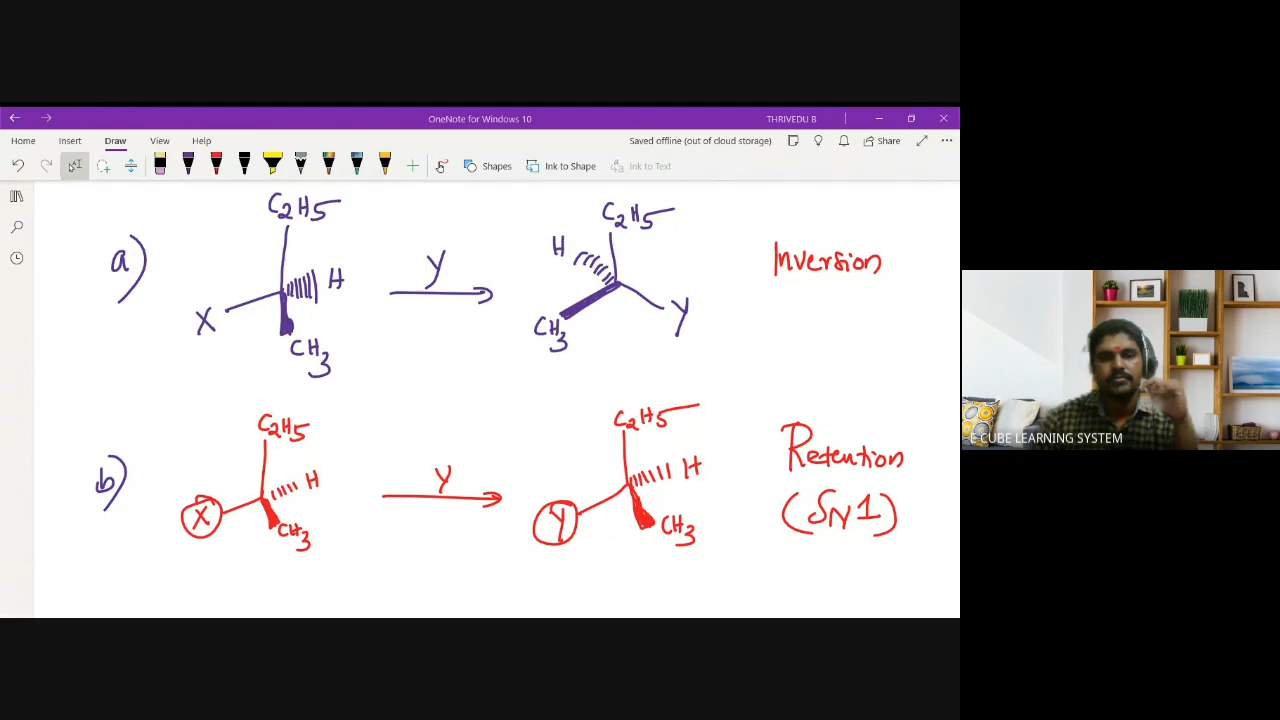 OneNote for Windows 10
THRIVEDU B
Home Insert Draw View Help
Saved offline (out of cloud storage)
Share
Shapes
Ink to Shape
Ink to Text
a)
C2H5
X
H
CH3
Y
C2H5
H
CH3
Y
Inversion
b)
C2H5
X
H
CH3
Y
C2H5
Y
H
CH3
Retention
(SN1)
E CUBE LEARNING SYSTEM